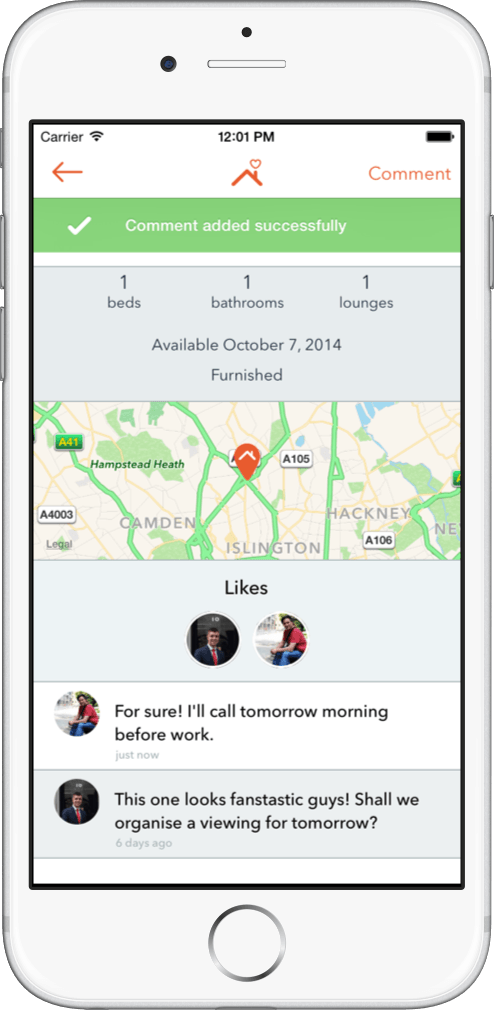 Carrier 12:01 PM
Comment
Comment added successfully
1 1 1
beds bathrooms lounges
Available October 7, 2014
Furnished
A41
Hampstead Heath
A105
A4003
CAMDEN
HACKNEY
NE
Legal
ISLINGTON
A106
Likes
For sure! I'll call tomorrow morning
before work.
just now
This one looks fanstastic guys! Shall we
organise a viewing for tomorrow?
6 days ago